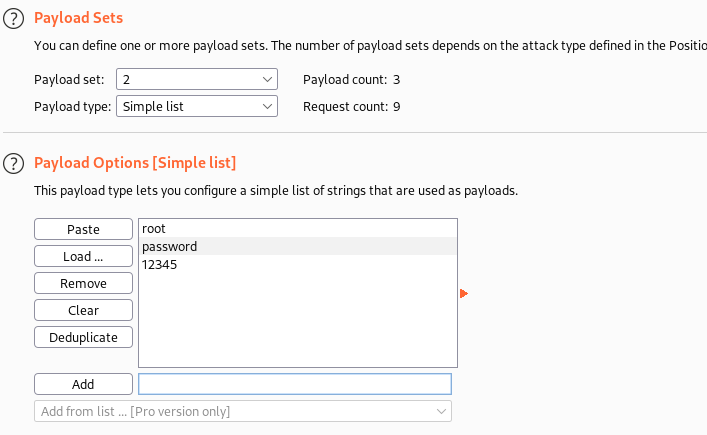 Payload Sets
You can define one or more payload sets. The number of payload sets depends on the attack type defined in the Positio
Payload set: 2 Payload count: 3
Payload type: Simple list Request count: 9
Payload Options [Simple list]
This payload type lets you configure a simple list of strings that are used as payloads.
Paste
Load ...
Remove
Clear
Deduplicate
root
password
12345
Add
Add from list ... [Pro version only]